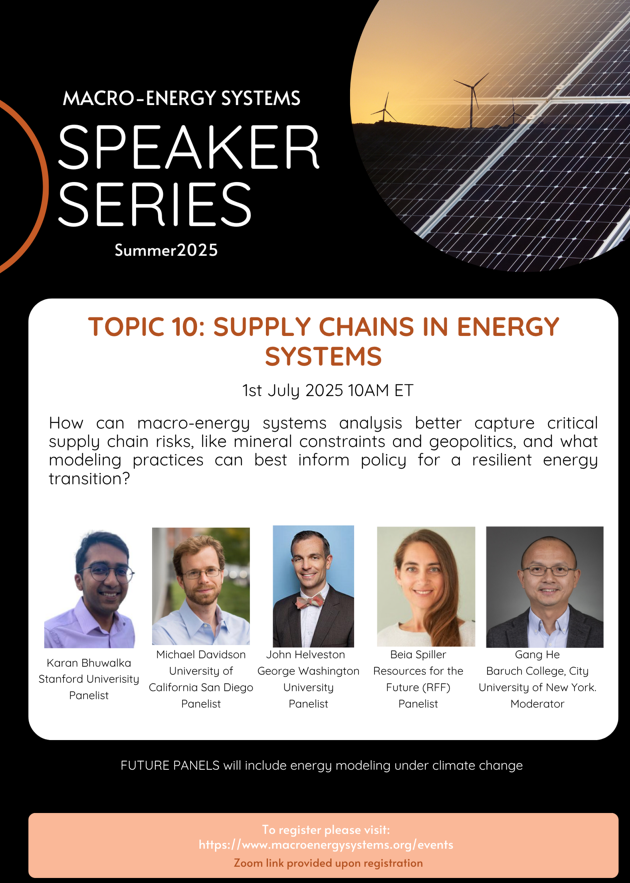 MACRO-ENERGY SYSTEMS
SPEAKER
SERIES
Summer2025
TOPIC 10: SUPPLY CHAINS IN ENERGY
SYSTEMS
1st July 2025 10AM ET
How can macro-energy systems analysis better capture critical
supply chain risks, like mineral constraints and geopolitics, and what
modeling practices can best inform policy for a resilient energy
transition?
Karan Bhuwalka
Stanford Univerisity
Panelist
Michael Davidson
University of
California San Diego
Panelist
John Helveston
George Washington
University
Panelist
Beia Spiller
Resources for the
Future (RFF)
Panelist
Gang He
Baruch College, City
University of New York.
Moderator
FUTURE PANELS will include energy modeling under climate change
To register please visit:
https://www.macroenergysystems.org/events
Zoom link provided upon registration